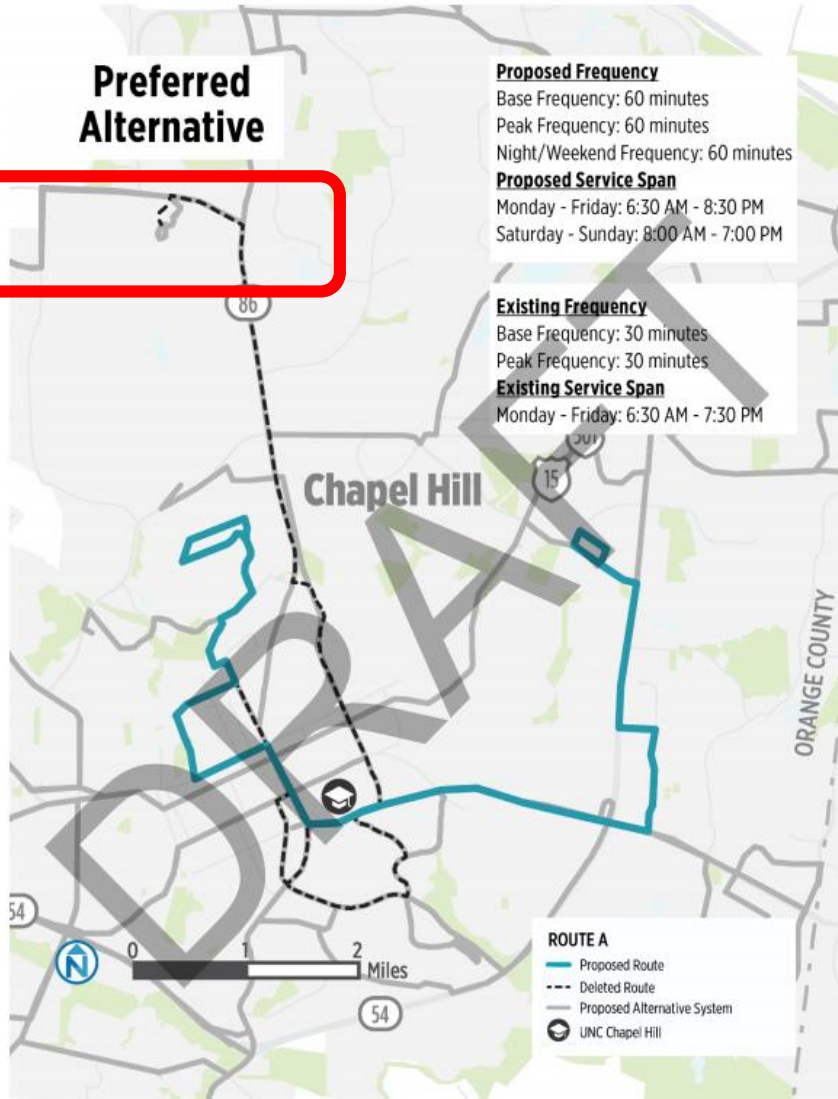 Preferred
Alternative
Proposed Frequency
Base Frequency: 60 minutes
Peak Frequency: 60 minutes
Night/Weekend Frequency: 60 minutes
Proposed Service Span
Monday - Friday: 6:30 AM - 8:30 PM
Saturday - Sunday: 8:00 AM - 7:00 PM
Existing Frequency
Base Frequency: 30 minutes
Peak Frequency: 30 minutes
Existing Service Span
Monday - Friday: 6:30 AM - 7:30 PM
86
501
15
Chapel Hill
DRAFT
ORANGE COUNTY
54
N
0 1 2
Miles
54
ROUTE A
Proposed Route
Deleted Route
Proposed Alternative System
UNC Chapel Hill